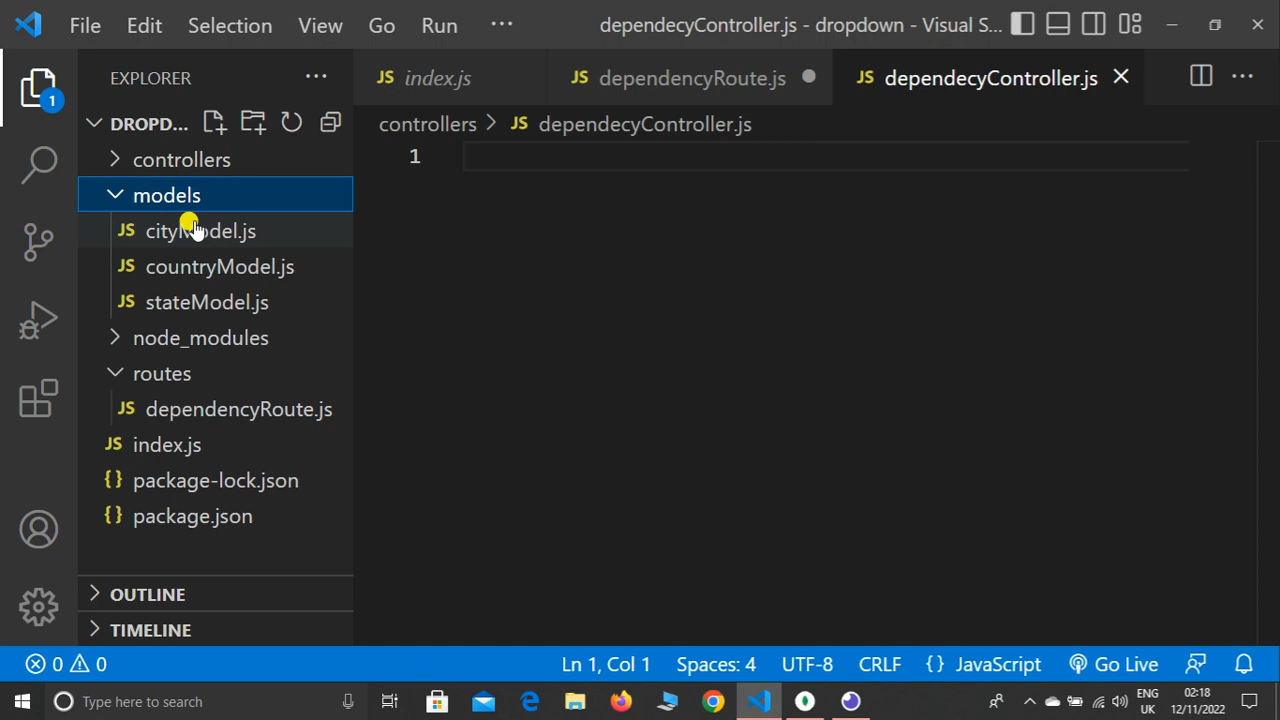 File Edit Selection View Go Run ··· dependecyController.js - dropdown - Visual S...
EXPLORER ···
JS index.js JS dependencyRoute.js JS dependecyController.js
DROPD...
controllers > JS dependecyController.js
controllers
1
models
JS cityModel.js
JS countryModel.js
JS stateModel.js
node_modules
routes
JS dependencyRoute.js
JS index.js
{} package-lock.json
{} package.json
OUTLINE
TIMELINE
1
0 0 Ln 1, Col 1 Spaces: 4 UTF-8 CRLF {} JavaScript Go Live
Type here to search
ENG 02:18
UK 12/11/2022